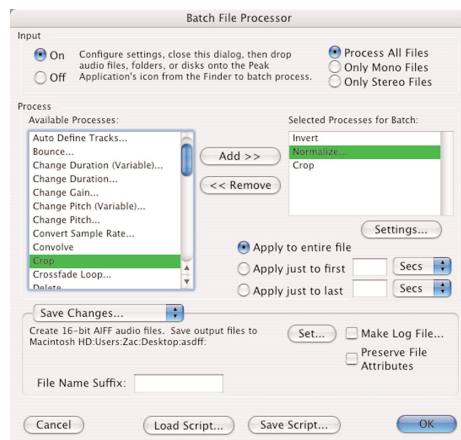 Batch File Processor
Input
On
Off
Configure settings, close this dialog, then drop
audio files, folders, or disks onto the Peak
Application's icon from the Finder to batch process.
Process All Files
Only Mono Files
Only Stereo Files
Process
Available Processes:
Auto Define Tracks...
Bounce...
Change Duration (Variable)...
Change Duration...
Change Gain...
Change Pitch (Variable)...
Change Pitch...
Convert Sample Rate...
Convolve
Crop
Crossfade Loop...
Delete
Add >>
<< Remove
Selected Processes for Batch:
Invert
Normalize...
Crop
Settings...
Apply to entire file
Apply just to first
Secs
Apply just to last
Secs
Save Changes...
Create 16-bit AIFF audio files. Save output files to
Macintosh HD:Users:Zac:Desktop:asdff:
Set...
Make Log File...
Preserve File
Attributes
File Name Suffix:
Cancel
Load Script...
Save Script...
OK